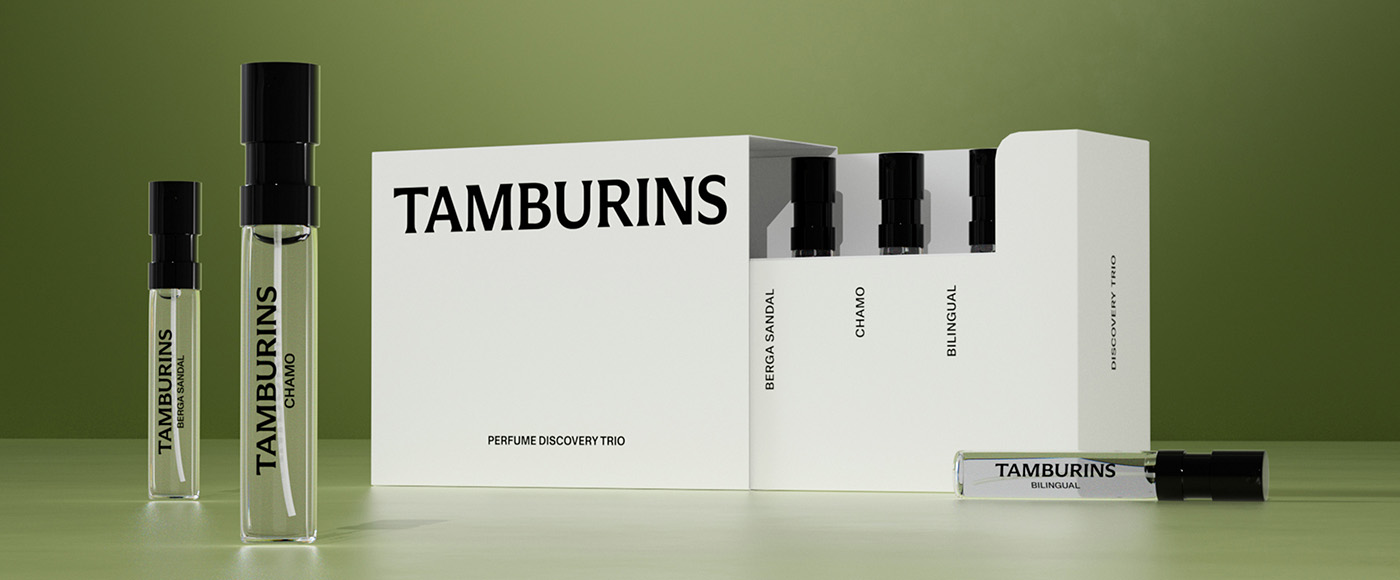 TAMBURINS
BERGA SANDAL
TAMBURINS
CHAMO
TAMBURINS
PERFUME DISCOVERY TRIO
BERGA SANDAL
CHAMO
BILINGUAL
DISCOVERY TRIO
TAMBURINS
BILINGUAL